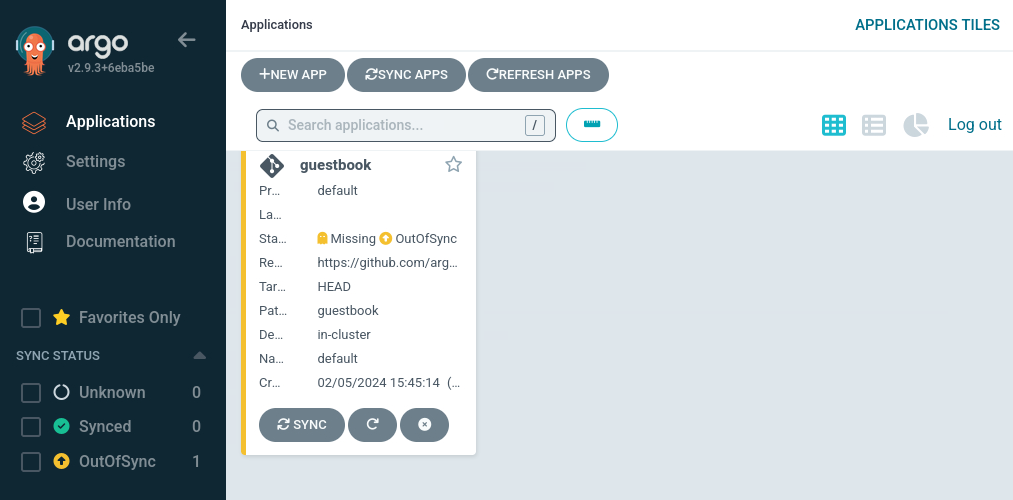 argo
v2.9.3+6eba5be
Applications
Settings
User Info
Documentation
Favorites Only
SYNC STATUS
Unknown 0
Synced 0
OutOfSync 1
Applications
APPLICATIONS TILES
NEW APP
SYNC APPS
REFRESH APPS
Search applications... /
Log out
guestbook
Pr... default
La...
Sta... Missing OutOfSync
Re... https://github.com/arg...
Tar... HEAD
Pat... guestbook
De... in-cluster
Na... default
Cr... 02/05/2024 15:45:14 (...
SYNC